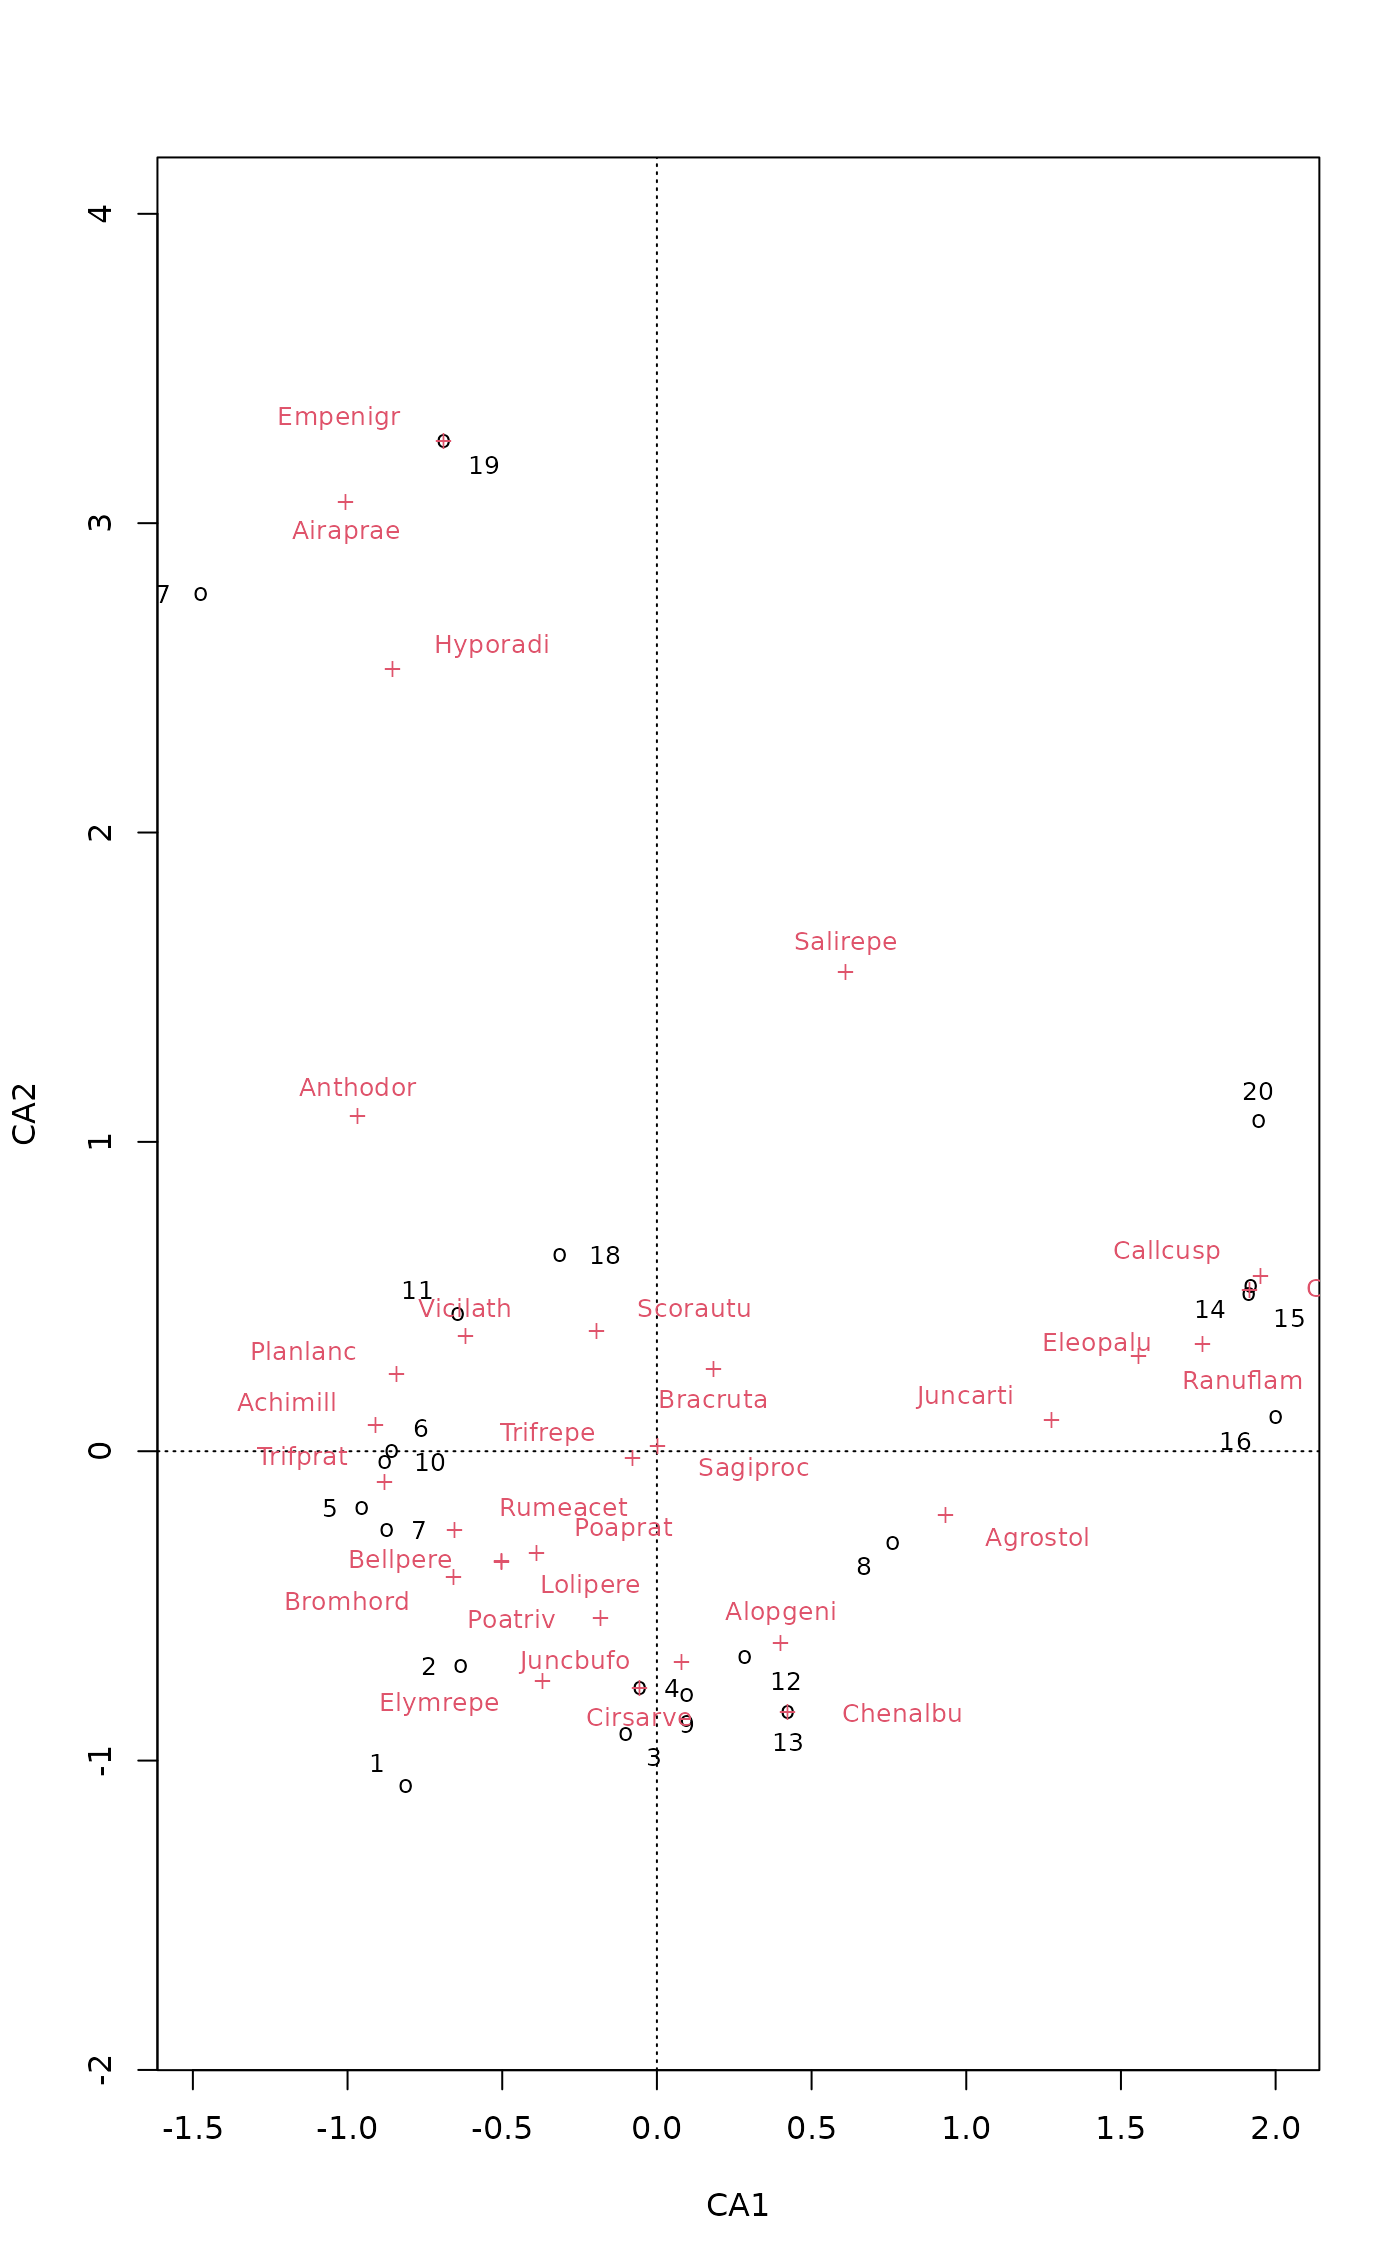 4
Empenigr
19
3
Airaprae
7
Hyporadi
2
Salirepe
Anthodor
20
1
CA2
18
Callcusp
11
C
Vicilath
Scorautu
14
15
Planlanc
Eleopalu
Ranuflam
Achimill
Bracruta
Juncarti
6
Trifrepe
16
0
Trifprat
10
Sagiproc
5
7
Rumeacet
Poaprat
Agrostol
Bellpere
8
Lolipere
Bromhord
Alopgeni
Poatriv
2
Juncbufo
12
4
Elymrepe
Cirsarve
9
Chenalbu
13
3
1
-1
-2
-1.5 -1.0 -0.5 0.0 0.5 1.0 1.5 2.0
CA1